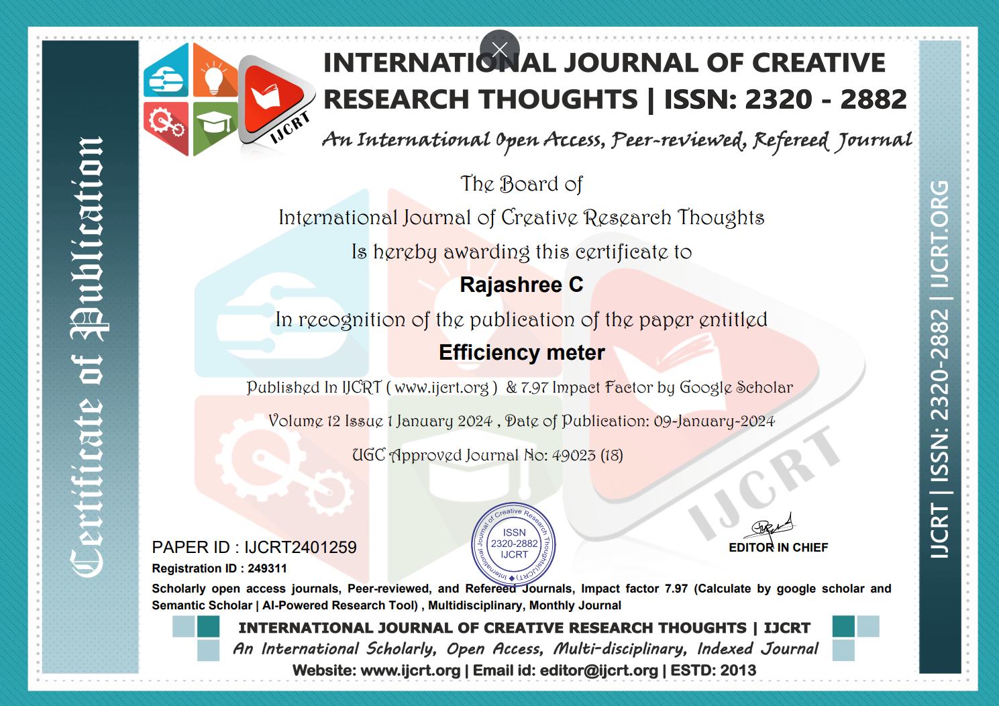 Certificate of Publication
IJCRT
INTERNATIONAL JOURNAL OF CREATIVE
RESEARCH THOUGHTS | ISSN: 2320 - 2882
An International Open Access, Peer-reviewed, Refereed Journal
The Board of
International Journal of Creative Research Thoughts
Is hereby awarding this certificate to
Rajashree C
In recognition of the publication of the paper entitled
Efficiency meter
Published In IJCRT ( www.ijcrt.org ) & 7.97 Impact Factor by Google Scholar
Volume 12 Issue 1 January 2024 , Date of Publication: 09-January-2024
UGC Approved Journal No: 49023 (18)
IJCRT
PAPER ID : IJCRT2401259
Registration ID : 249311
International Journal of Creative Research Thoughts(IJCRT)
ISSN
2320-2882
IJCRT
EDITOR IN CHIEF
Scholarly open access journals, Peer-reviewed, and Refereed Journals, Impact factor 7.97 (Calculate by google scholar and
Semantic Scholar | AI-Powered Research Tool) , Multidisciplinary, Monthly Journal
INTERNATIONAL JOURNAL OF CREATIVE RESEARCH THOUGHTS | IJCRT
An International Scholarly, Open Access, Multi-disciplinary, Indexed Journal
Website: www.ijcrt.org | Email id: editor@ijcrt.org | ESTD: 2013
IJCRT | ISSN: 2320-2882 | IJCRT.ORG